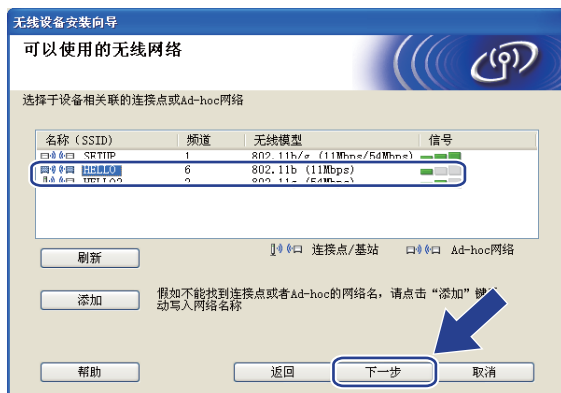 无线设备安装向导
可以使用的无线网络
选择于设备相关联的连接点或Ad-hoc网络
名称 (SSID) 频道 无线模型 信号
SETUP 1 802.11b/g (11Mbps/54Mbps)
HELLO 6 802.11b (11Mbps)
HELLO2 2 802.11g (54Mbps)
刷新 连接点/基站 Ad-hoc网络
添加 假如不能找到连接点或者Ad-hoc的网络名，请点击“添加”键
动写入网络名称
帮助 返回 下一步 取消